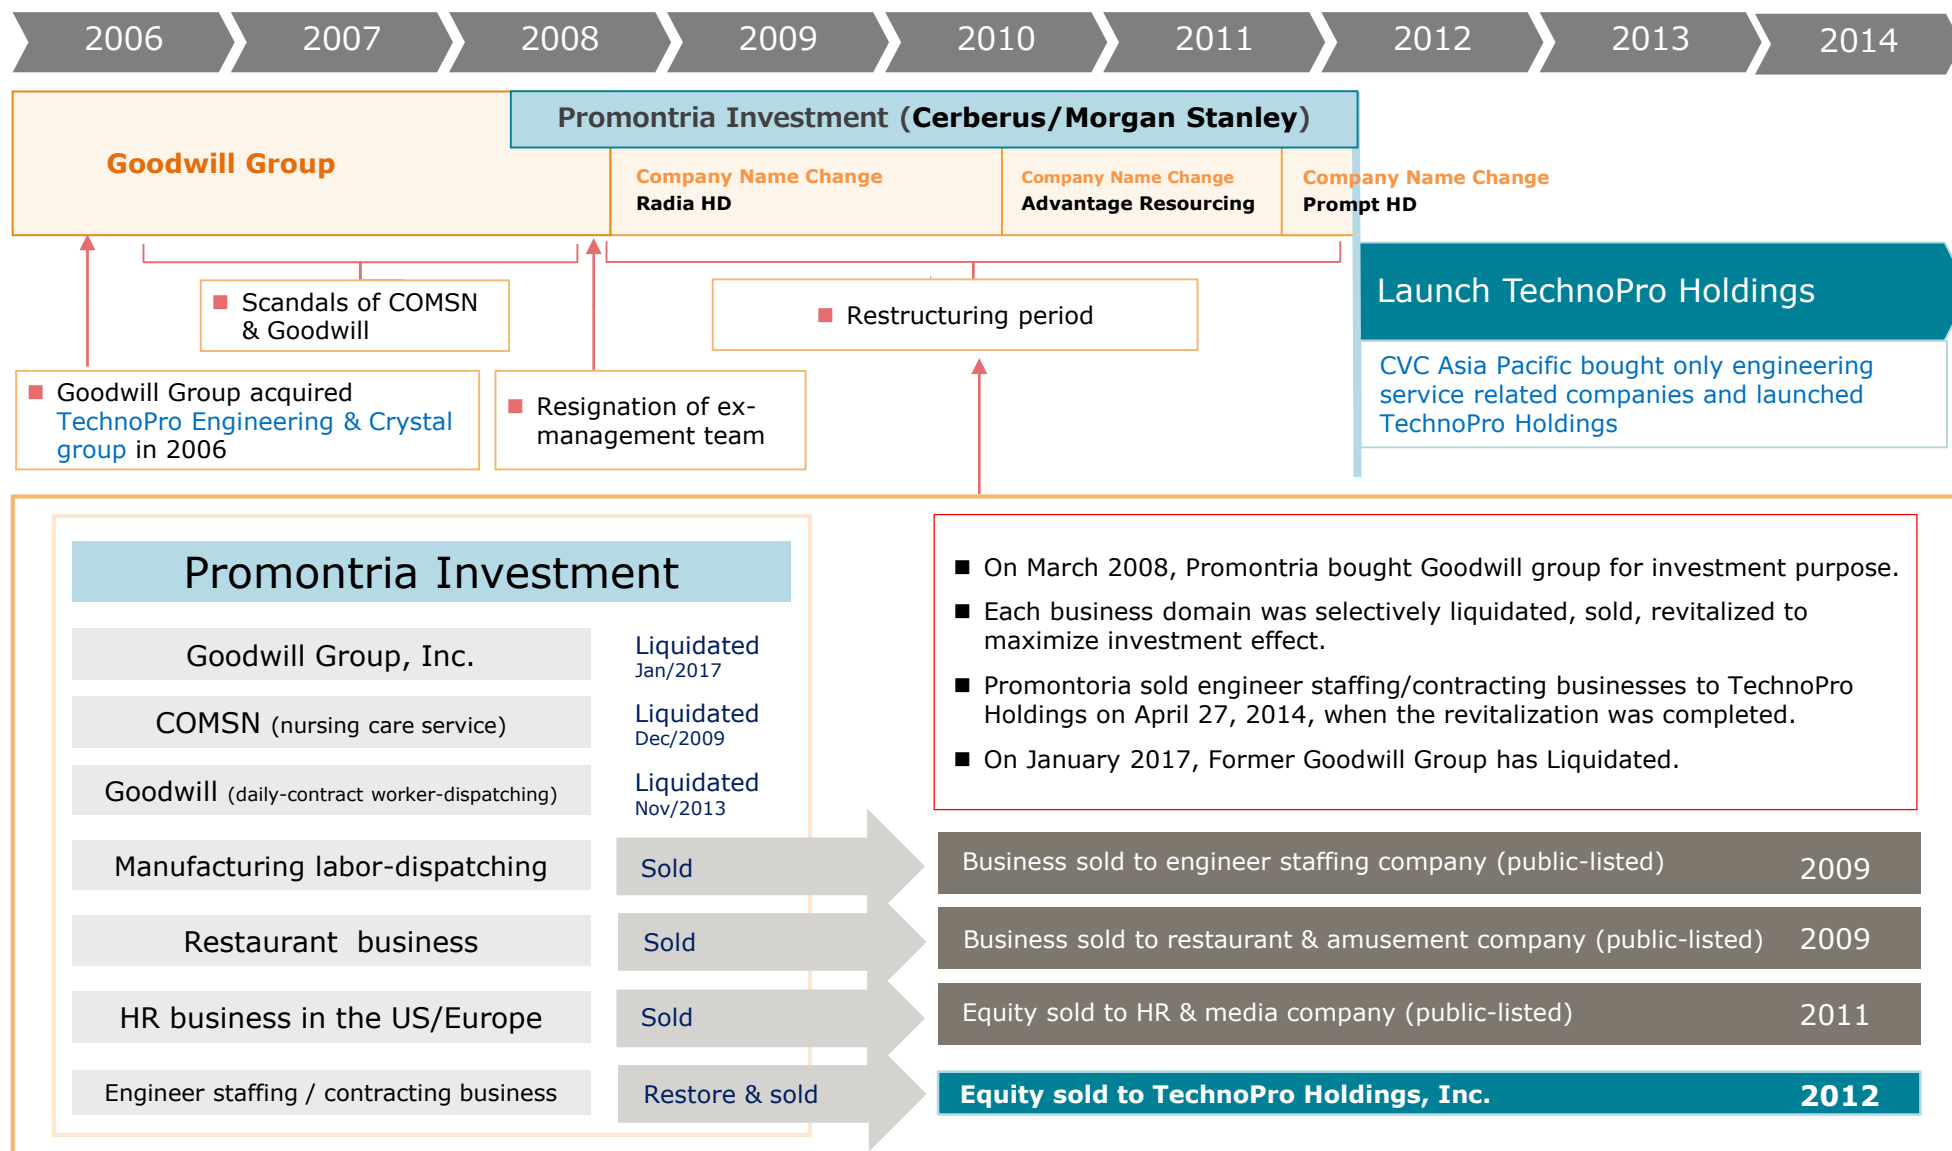 2006 2007 2008 2009 2010 2011 2012 2013 2014
Promontria Investment (Cerberus/Morgan Stanley)
Goodwill Group
Company Name Change
Radia HD
Company Name Change
Advantage Resourcing
Company Name Change
Prompt HD
■ Scandals of COMSN
& Goodwill
■ Restructuring period
Launch TechnoPro Holdings
CVC Asia Pacific bought only engineering
service related companies and launched
TechnoPro Holdings
■ Goodwill Group acquired
TechnoPro Engineering & Crystal
group in 2006
■ Resignation of ex-
management team
Promontria Investment
Goodwill Group, Inc.
Liquidated
Jan/2017
COMSN (nursing care service)
Liquidated
Dec/2009
Goodwill (daily-contract worker-dispatching)
Liquidated
Nov/2013
■ On March 2008, Promontria bought Goodwill group for investment purpose.
■ Each business domain was selectively liquidated, sold, revitalized to
maximize investment effect.
■ Promontoria sold engineer staffing/contracting businesses to TechnoPro
Holdings on April 27, 2014, when the revitalization was completed.
■ On January 2017, Former Goodwill Group has Liquidated.
Manufacturing labor-dispatching
Sold
Business sold to engineer staffing company (public-listed) 2009
Restaurant business
Sold
Business sold to restaurant & amusement company (public-listed) 2009
HR business in the US/Europe
Sold
Equity sold to HR & media company (public-listed) 2011
Engineer staffing / contracting business
Restore & sold
Equity sold to TechnoPro Holdings, Inc. 2012